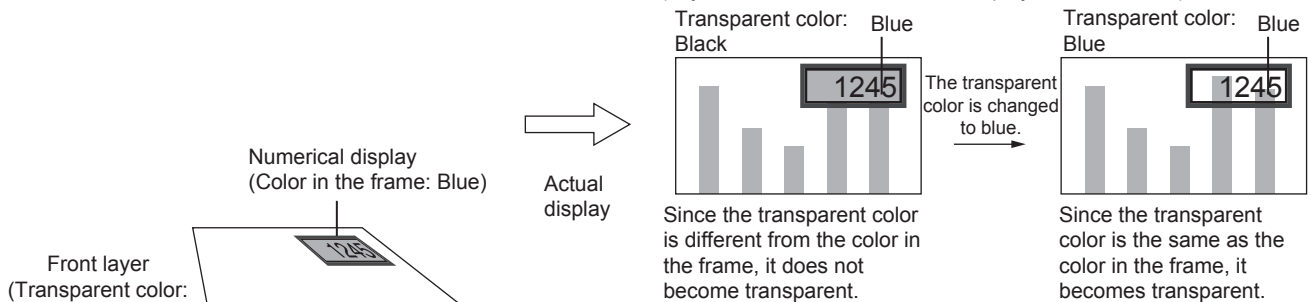 Transparent color:
Black
Blue
1245
The transparent
color is changed
to blue.
Transparent color:
Blue
Blue
1245
Numerical display
(Color in the frame: Blue)
Actual
display
1245
Front layer
(Transparent color:
Since the transparent color
is different from the color in
the frame, it does not
become transparent.
Since the transparent
color is the same as the
color in the frame, it
becomes transparent.